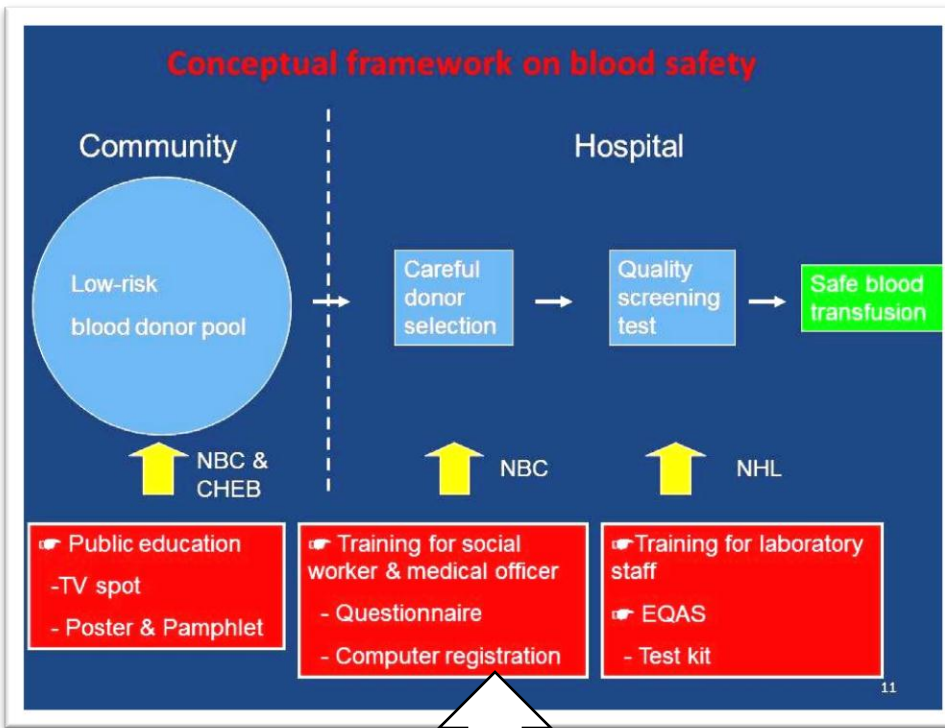 Conceptual framework on blood safety
Community
Hospital
Low-risk
blood donor pool
Careful
donor
selection
Quality
screening
test
Safe blood
transfusion
NBC &
CHEB
NBC
NHL
☛ Public education
-TV spot
- Poster & Pamphlet
☛ Training for social
worker & medical officer
- Questionnaire
- Computer registration
☛Training for laboratory
staff
☛ EQAS
- Test kit
11